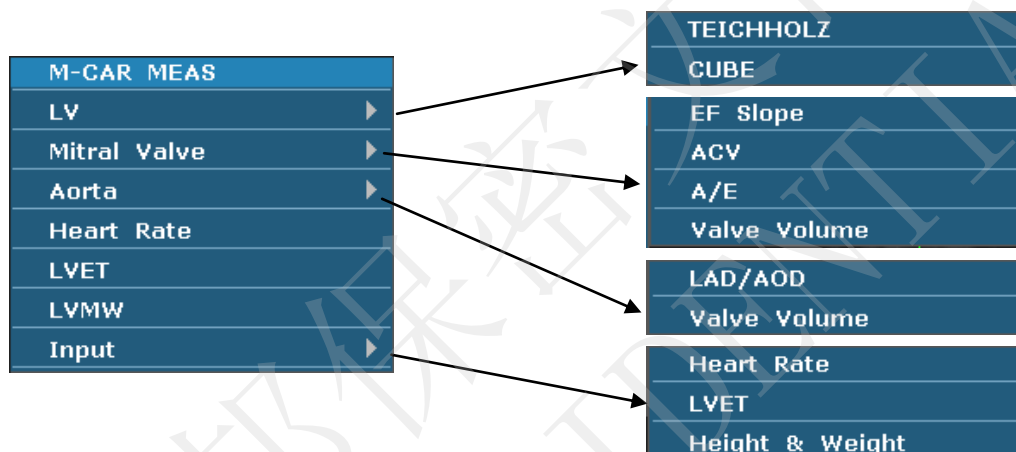 M-CAR MEAS
LV
Mitral Valve
Aorta
Heart Rate
LVET
LVMW
Input
TEICHHOLZ
CUBE
EF Slope
ACV
A/E
Valve Volume
LAD/AOD
Valve Volume
Heart Rate
LVET
Height & Weight